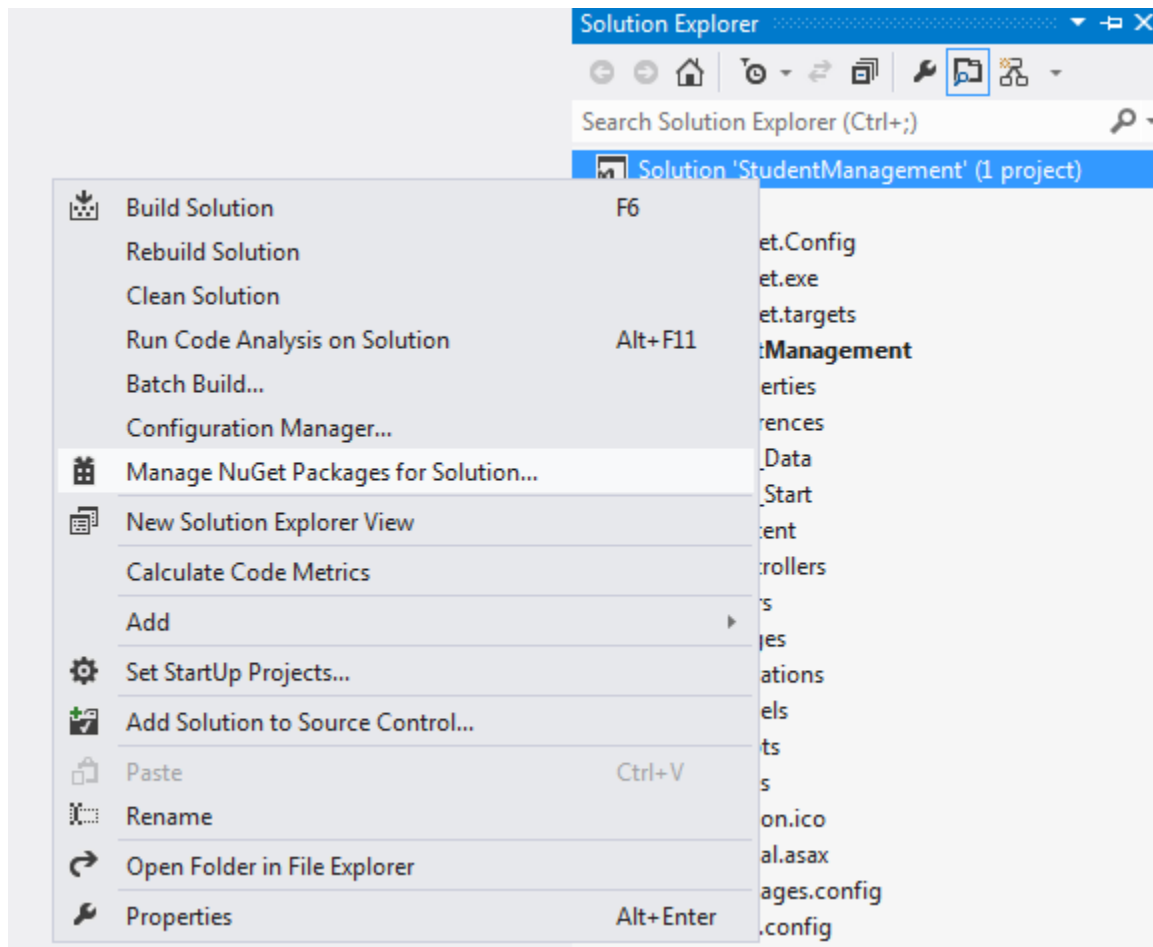 Solution Explorer
Search Solution Explorer (Ctrl+;)
Solution 'StudentManagement' (1 project)
Build Solution F6
Rebuild Solution
Clean Solution
Run Code Analysis on Solution Alt+F11
Batch Build...
Configuration Manager...
Manage NuGet Packages for Solution...
New Solution Explorer View
Calculate Code Metrics
Add
Set StartUp Projects...
Add Solution to Source Control...
Paste Ctrl+V
Rename
Open Folder in File Explorer
Properties Alt+Enter
et.Config
et.exe
et.targets
tManagement
erties
rences
_Data
_Start
tent
trollers
rs
ges
ations
els
ts
s
on.ico
al.asax
ages.config
.config